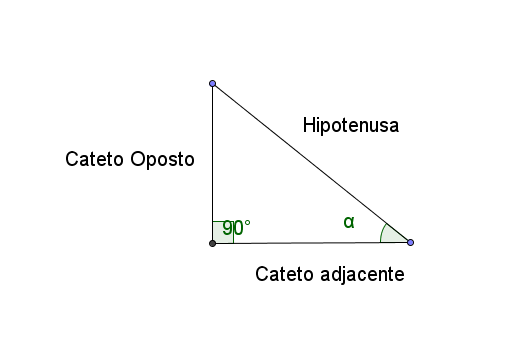 Hipotenusa
Cateto Oposto
90°
α
Cateto adjacente